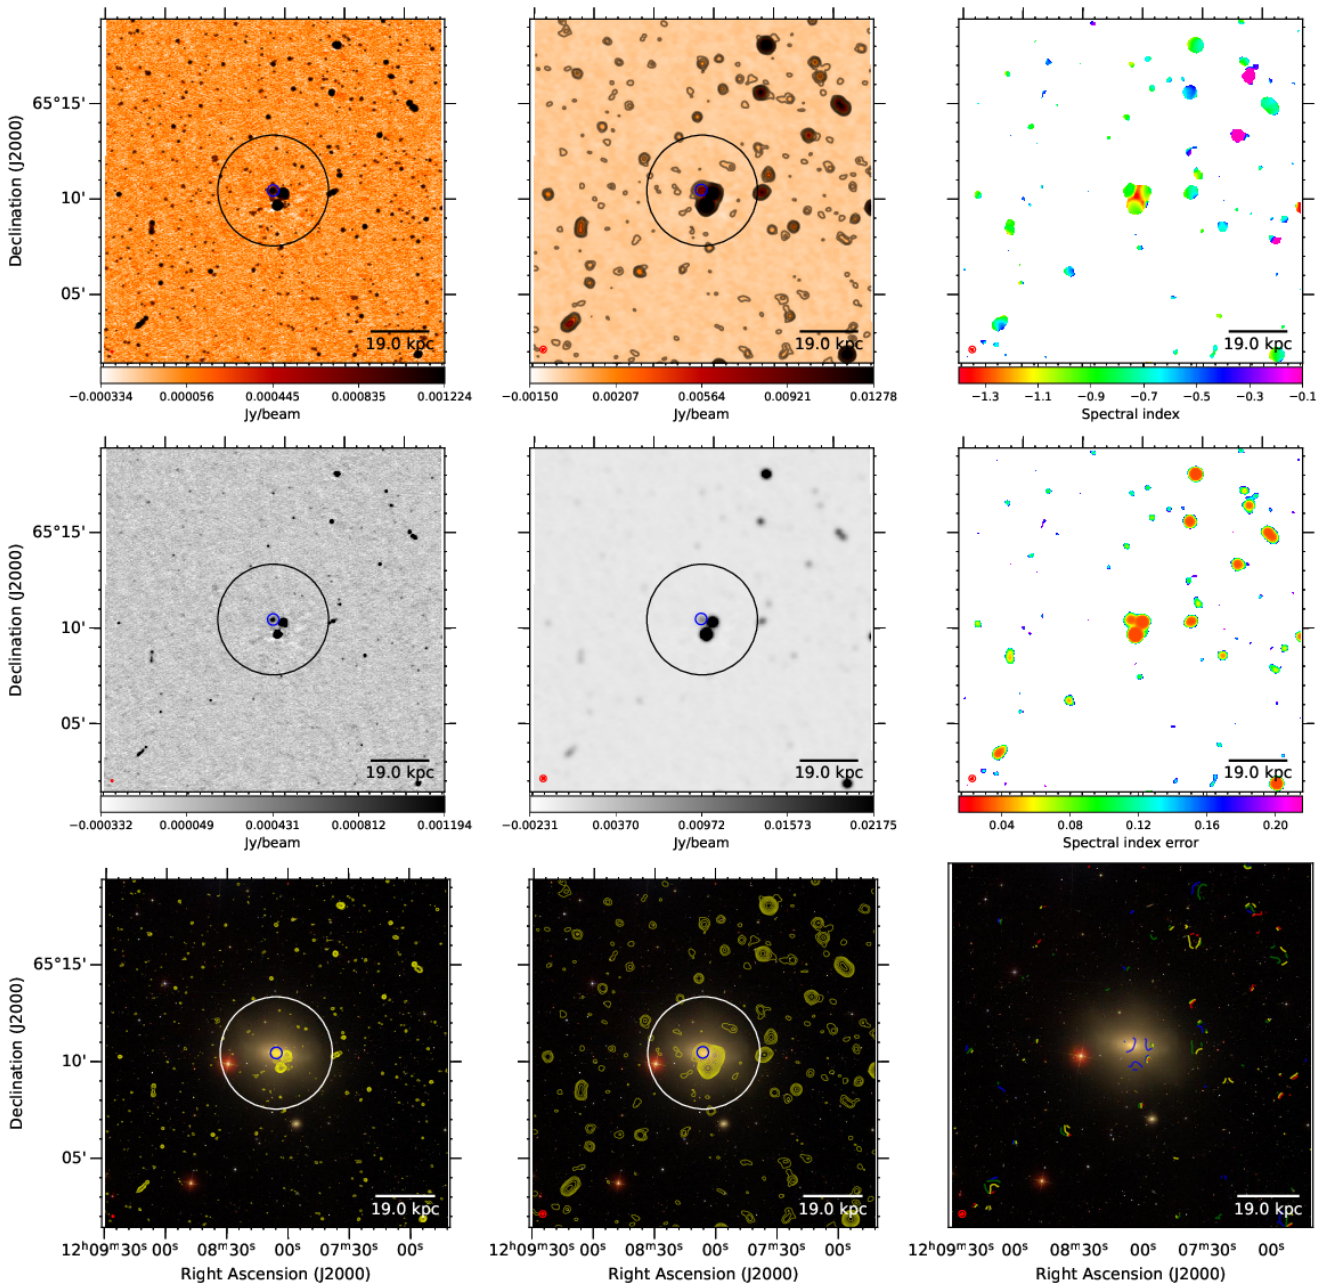 Declination (J2000)
65°15'
10'
05'
19.0 kpc
19.0 kpc
19.0 kpc
−0.000334 0.000056 0.000445 0.000835 0.001224
Jy/beam
−0.00150 0.00207 0.00564 0.00921 0.01278
Jy/beam
−1.3 −1.1 −0.9 −0.7 −0.5 −0.3 −0.1
Spectral index
Declination (J2000)
65°15'
10'
05'
19.0 kpc
19.0 kpc
19.0 kpc
−0.000332 0.000049 0.000431 0.000812 0.001194
Jy/beam
−0.00231 0.00370 0.00972 0.01573 0.02175
Jy/beam
0.04 0.08 0.12 0.16 0.20
Spectral index error
Declination (J2000)
65°15'
10'
05'
19.0 kpc
19.0 kpc
19.0 kpc
12ʰ09ᵐ30ˢ 00ˢ 08ᵐ30ˢ 00ˢ 07ᵐ30ˢ 00ˢ
Right Ascension (J2000)
12ʰ09ᵐ30ˢ 00ˢ 08ᵐ30ˢ 00ˢ 07ᵐ30ˢ 00ˢ
Right Ascension (J2000)
12ʰ09ᵐ30ˢ 00ˢ 08ᵐ30ˢ 00ˢ 07ᵐ30ˢ 00ˢ
Right Ascension (J2000)